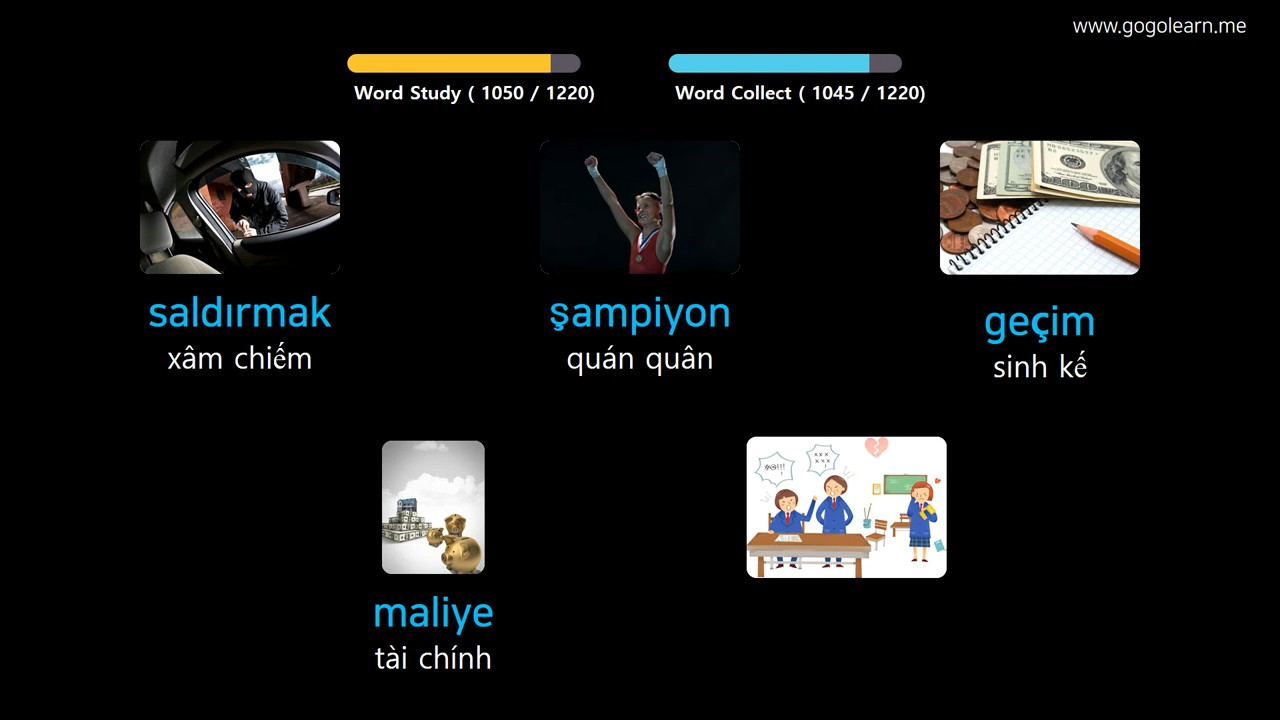 www.gogolearn.me
Word Study ( 1050 / 1220)
Word Collect ( 1045 / 1220)
saldırmak
xâm chiếm
şampiyon
quán quân
geçim
sinh kế
maliye
tài chính